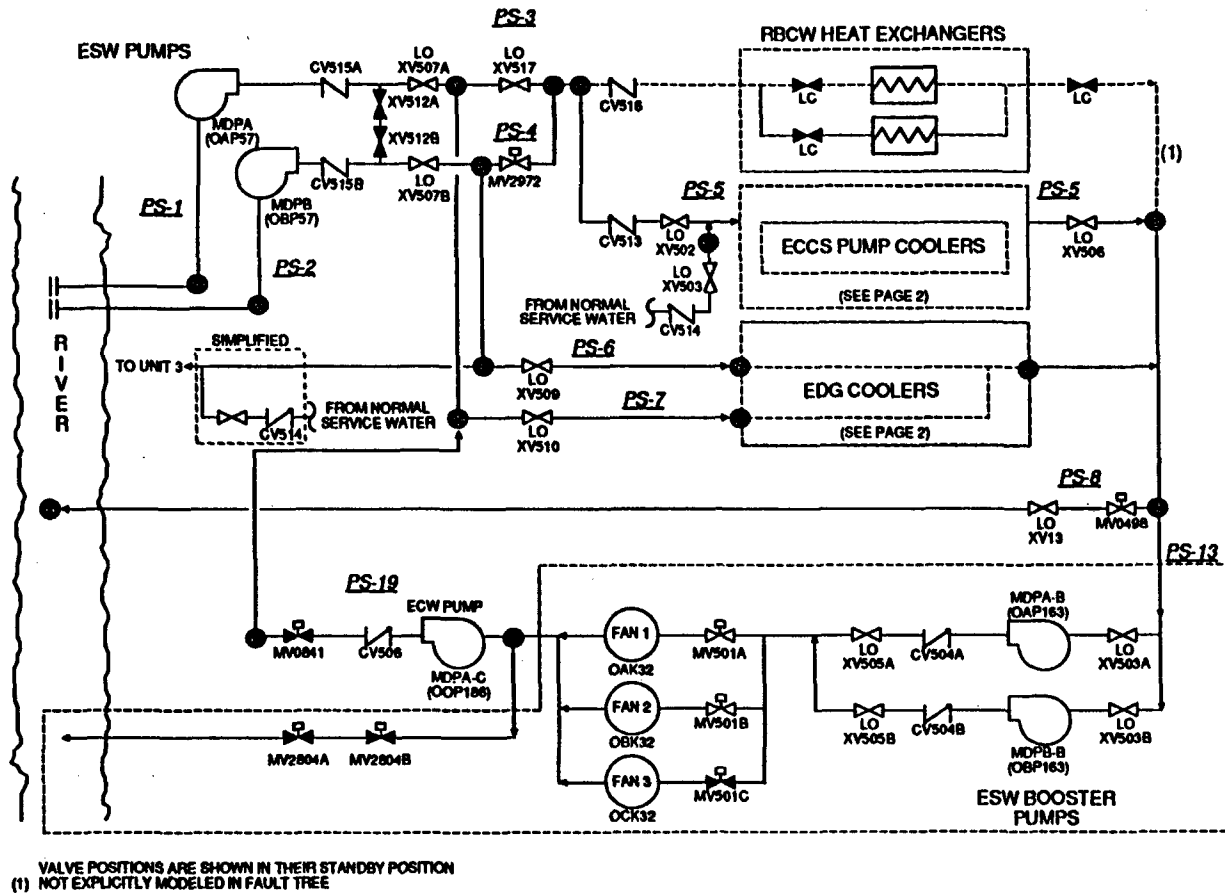 PS-3
ESW PUMPS
RBCW HEAT EXCHANGERS
CV515A
LO
XV507A
LO
XV517
CV516
LC
LC
LC
XV512A
XV512B
MDPA
(OAP57)
PS-4
MV2972
(1)
MDPB
(OBP57)
CV515B
LO
XV507B
PS-1
PS-2
PS-5
PS-5
CV513
LO
XV502
ECCS PUMP COOLERS
LO
XV506
LO
XV503
(SEE PAGE 2)
FROM NORMAL
SERVICE WATER
CV514
RIVER
SIMPLIFIED
TO UNIT 3
PS-6
LO
XV509
EDG COOLERS
FROM NORMAL
SERVICE WATER
CV514
PS-7
LO
XV510
(SEE PAGE 2)
PS-8
LO
XV13
MV0498
PS-13
PS-19
ECW PUMP
MV0841
CV506
MDPA-C
(OOP186)
FAN 1
OAK32
MV501A
LO
XV505A
CV504A
MDPA-B
(OAP163)
LO
XV503A
FAN 2
OBK32
MV501B
LO
XV505B
CV504B
MDPB-B
(OBP163)
LO
XV503B
MV2804A
MV2804B
FAN 3
OCK32
MV501C
ESW BOOSTER
PUMPS
VALVE POSITIONS ARE SHOWN IN THEIR STANDBY POSITION
(1) NOT EXPLICITLY MODELED IN FAULT TREE